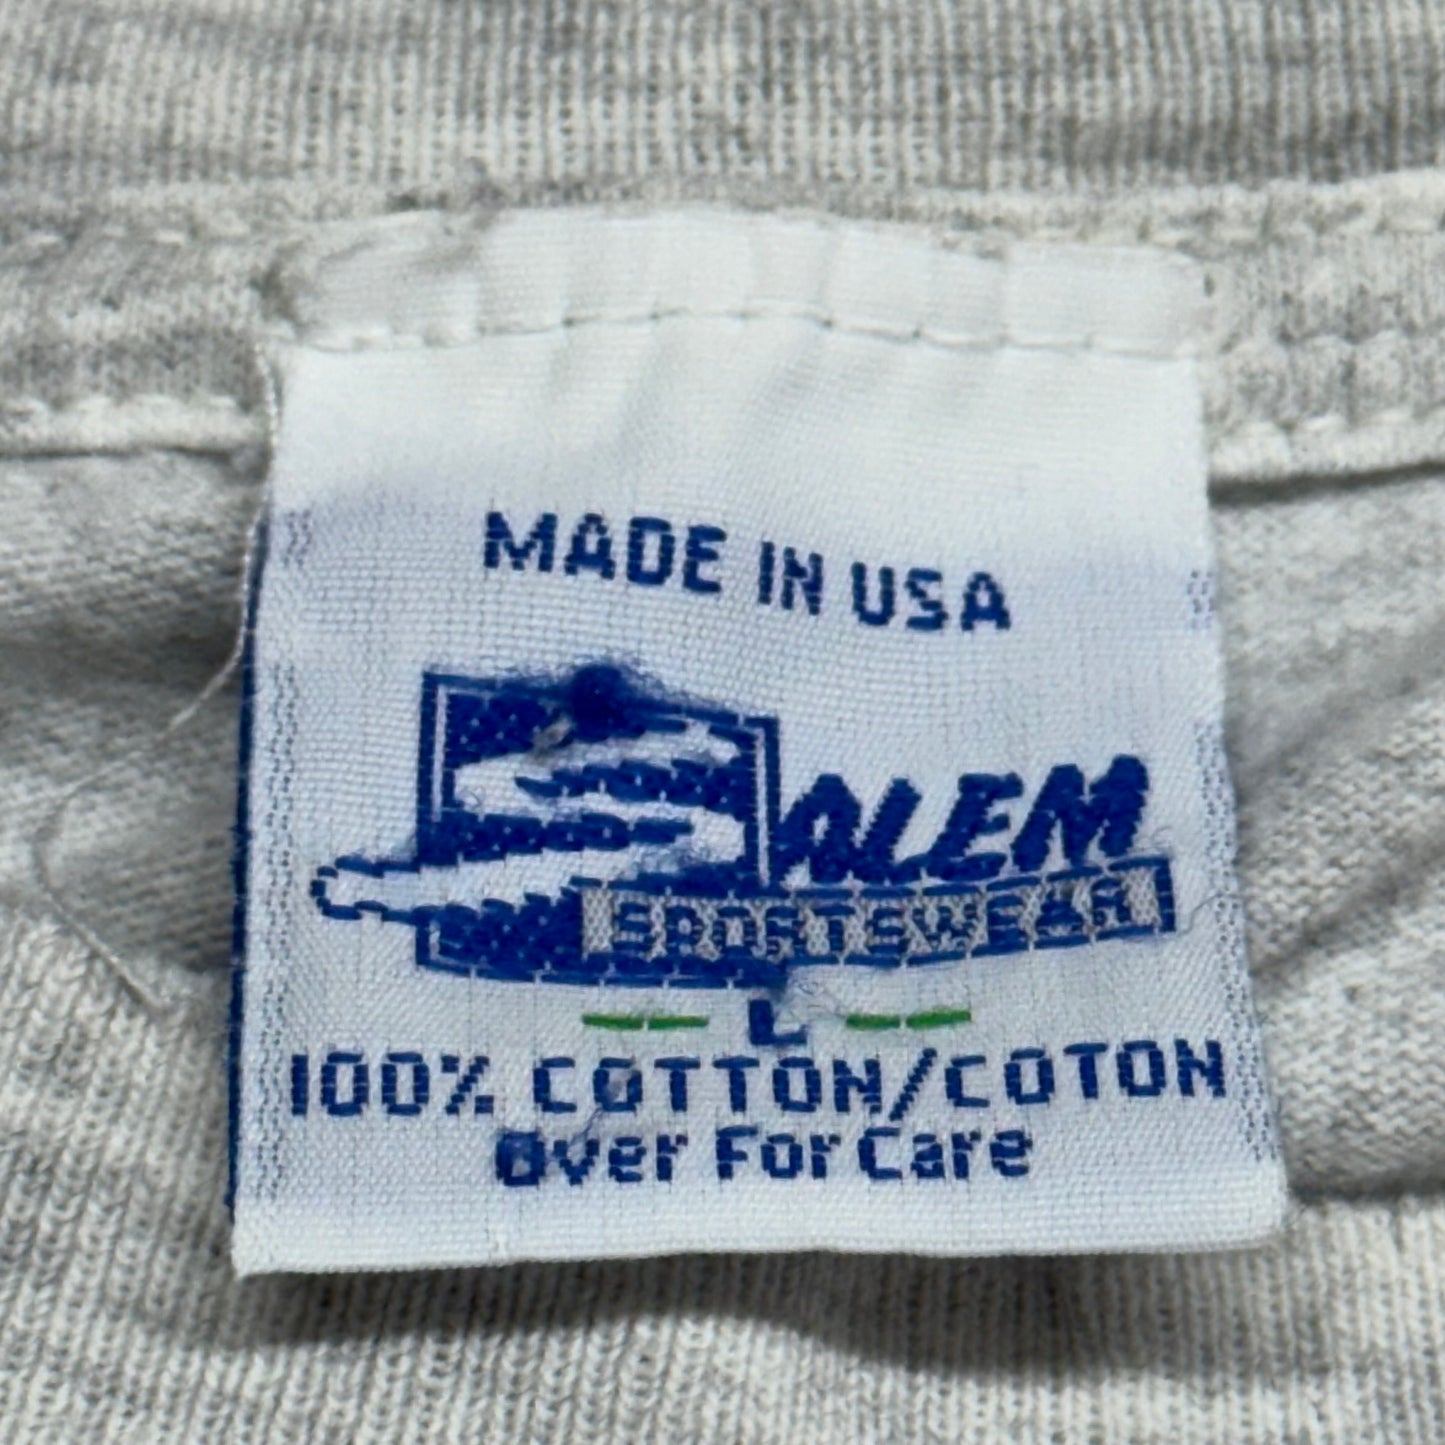 MADE IN USA
SALEM
SPORTSWEAR
L
100% COTTON/COTON
Over For Care